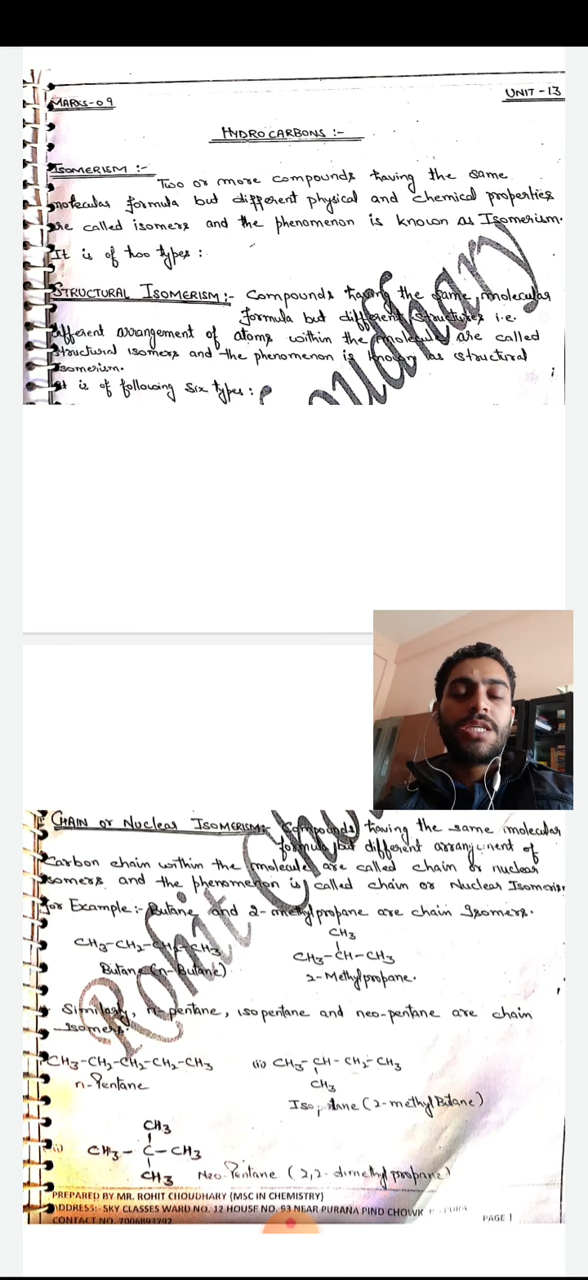 MARKS-09
UNIT-13
HYDROCARBONS:-
ISOMERISM:-
Two or more compounds having the same
molecular formula but different physical and chemical properties
are called isomers and the phenomenon is known as Isomerism.
It is of two types:
STRUCTURAL ISOMERISM:- Compounds having the same molecular
formula but different structures i.e.
different arrangement of atoms within the molecule are called
structural isomers and the phenomenon is known as structural
isomerism.
It is of following six types:
Rohit Choudhary
CHAIN or Nuclear ISOMERISM: Compounds having the same molecular
formula but different arrangement of
Carbon chain within the molecule are called chain or nuclear
isomers and the phenomenon is called chain or Nuclear Isomerism
for Example:- Butane and 2-methyl propane are chain Isomers.
CH3
CH3-CH2-CH2-CH3
CH3-CH-CH3
Butane (n-Butane)
2-Methylpropane.
Similarly, n-pentane, isopentane and neo-pentane are chain
isomers.
CH3-CH2-CH2-CH2-CH3 (ii) CH3-CH-CH2-CH3
n-Pentane
CH3
(2-methylButane)
CH3
CH3-C-CH3
CH3 Neo-Pentane (2,2-dimethyl propane)
PREPARED BY MR. ROHIT CHOUDHARY (MSC IN CHEMISTRY)
ADDRESS:- SKY CLASSES WARD NO. 12 HOUSE NO. 93 NEAR PURANA PIND CHOWK
CONTACT NO.
PAGE 1